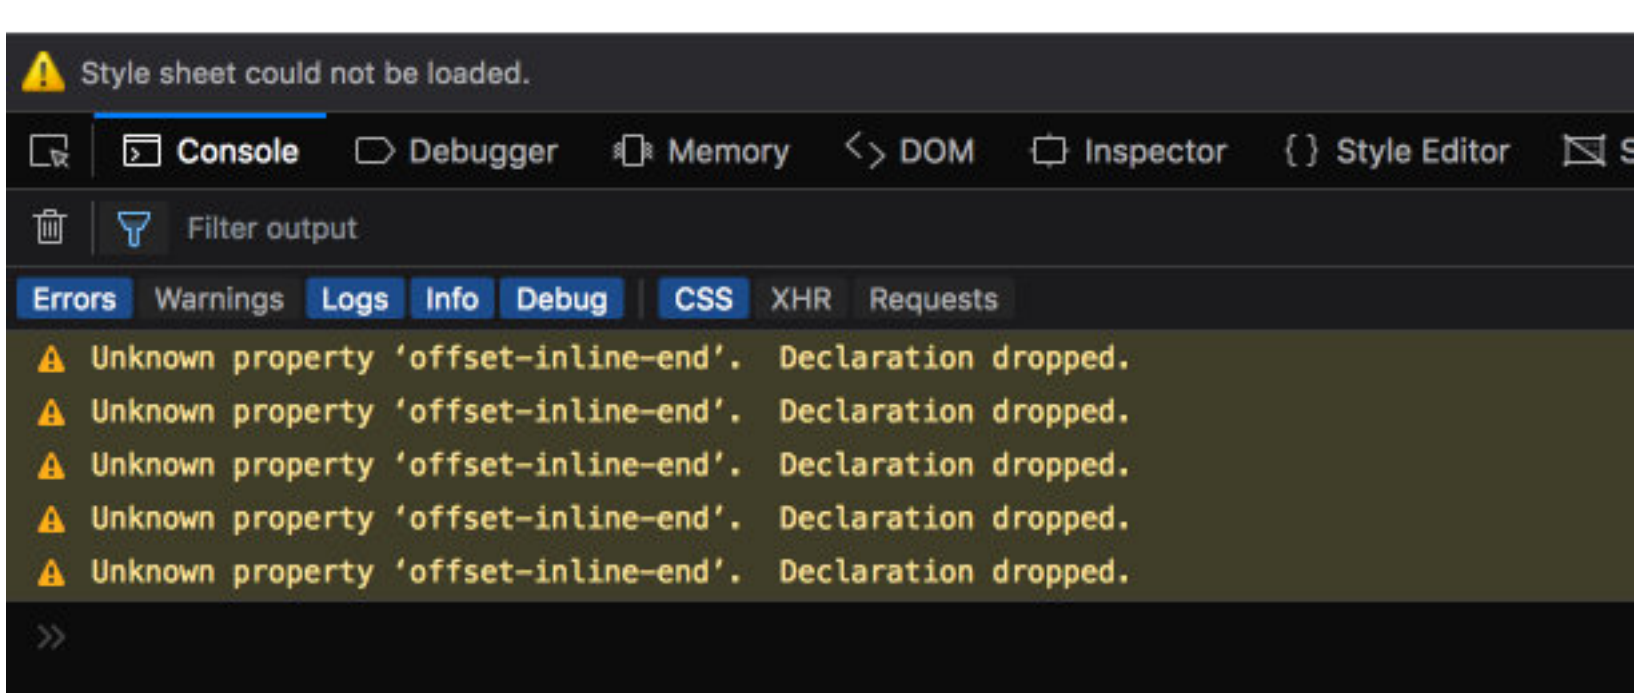 Style sheet could not be loaded.
Console Debugger Memory DOM Inspector {} Style Editor S
Filter output
Errors Warnings Logs Info Debug CSS XHR Requests
Unknown property ‘offset-inline-end’. Declaration dropped.
Unknown property ‘offset-inline-end’. Declaration dropped.
Unknown property ‘offset-inline-end’. Declaration dropped.
Unknown property ‘offset-inline-end’. Declaration dropped.
Unknown property ‘offset-inline-end’. Declaration dropped.
»